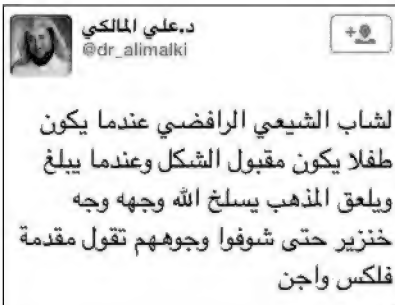 د.علي المالكي
@dr_alimalki
لشاب الشيعي الرافضي عندما يكون
طفلا يكون مقبول الشكل وعندما يبلغ
ويلعق المذهب يسلخ الله وجهه وجه
خنزير حتى شوفوا وجوههم تقول مقدمة
فلكس واجن